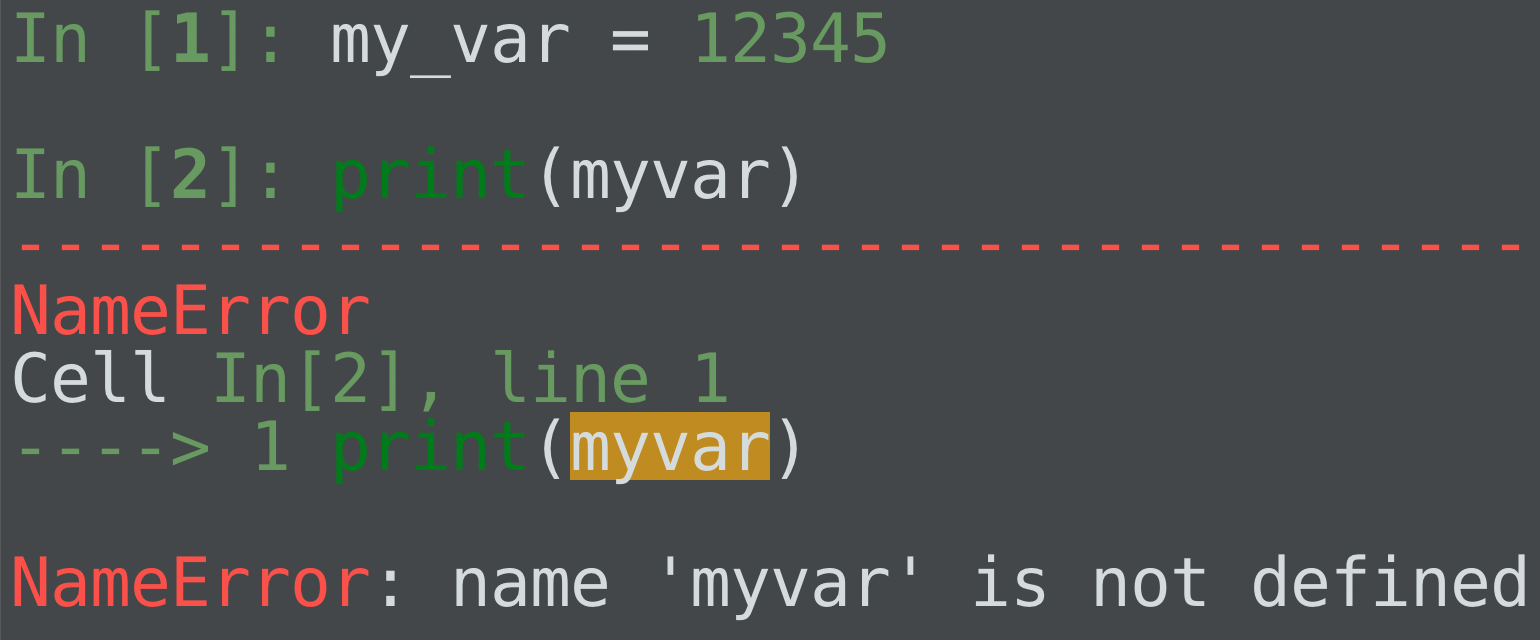 In [1]: my_var = 12345
In [2]: print(myvar)
---------------------------------------
NameError
Cell In[2], line 1
----> 1 print(myvar)
NameError: name 'myvar' is not defined